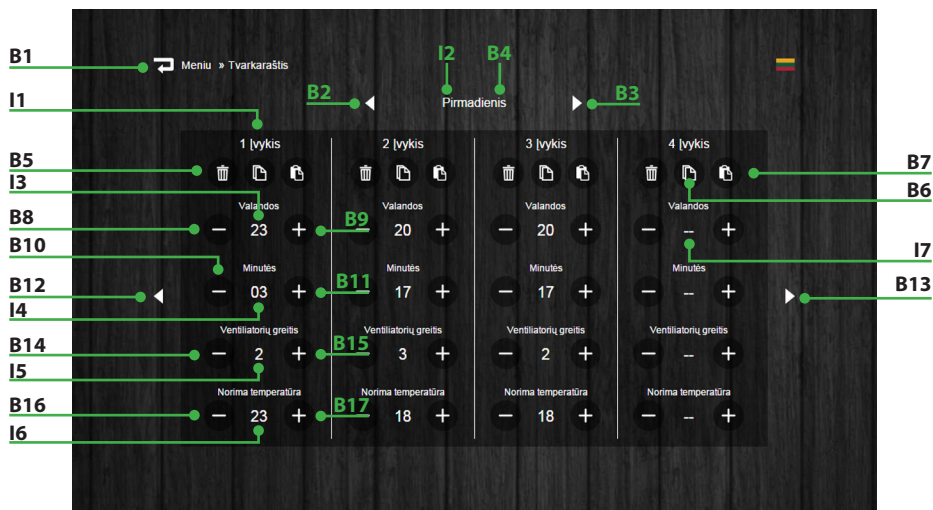 I2 B4
B1 Meniu » Tvarkaraštis
B2 Pirmadienis B3
I1
1 Įvykis 2 Įvykis 3 Įvykis 4 Įvykis
B5 B7
I3 B6
Valandos Valandos Valandos Valandos
B8 − 23 + B9 − 20 + − 20 + − -- +
B10 I7
Minutės Minutės Minutės Minutės
B12 − 03 + B11 − 17 + − 17 + − -- + B13
I4
Ventiliatorių greitis Ventiliatorių greitis Ventiliatorių greitis Ventiliatorių greitis
B14 − 2 + B15 − 3 + − 2 + − -- +
I5
Norima temperatūra Norima temperatūra Norima temperatūra Norima temperatūra
B16 − 23 + B17 − 18 + − 18 + − -- +
I6